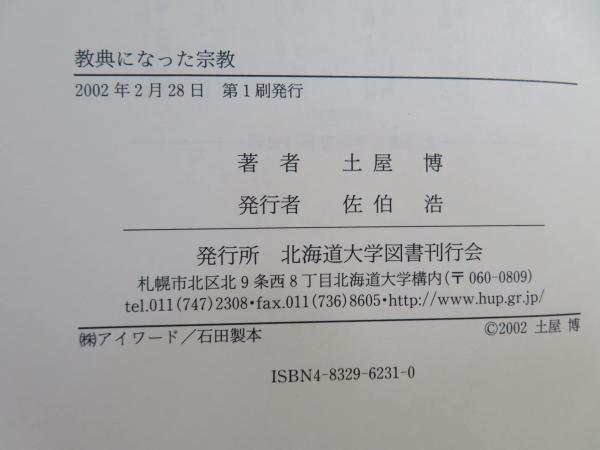 教典になった宗教
2002年2月28日 第1刷発行
著者 土屋 博
発行者 佐伯 浩
発行所 北海道大学図書刊行会
札幌市北区北9条西8丁目北海道大学構内(〒060-0809)
tel.011(747)2308・fax.011(736)8605・http://www.hup.gr.jp/
㈱アイワード/石田製本
©2002 土屋 博
ISBN4-8329-6231-0